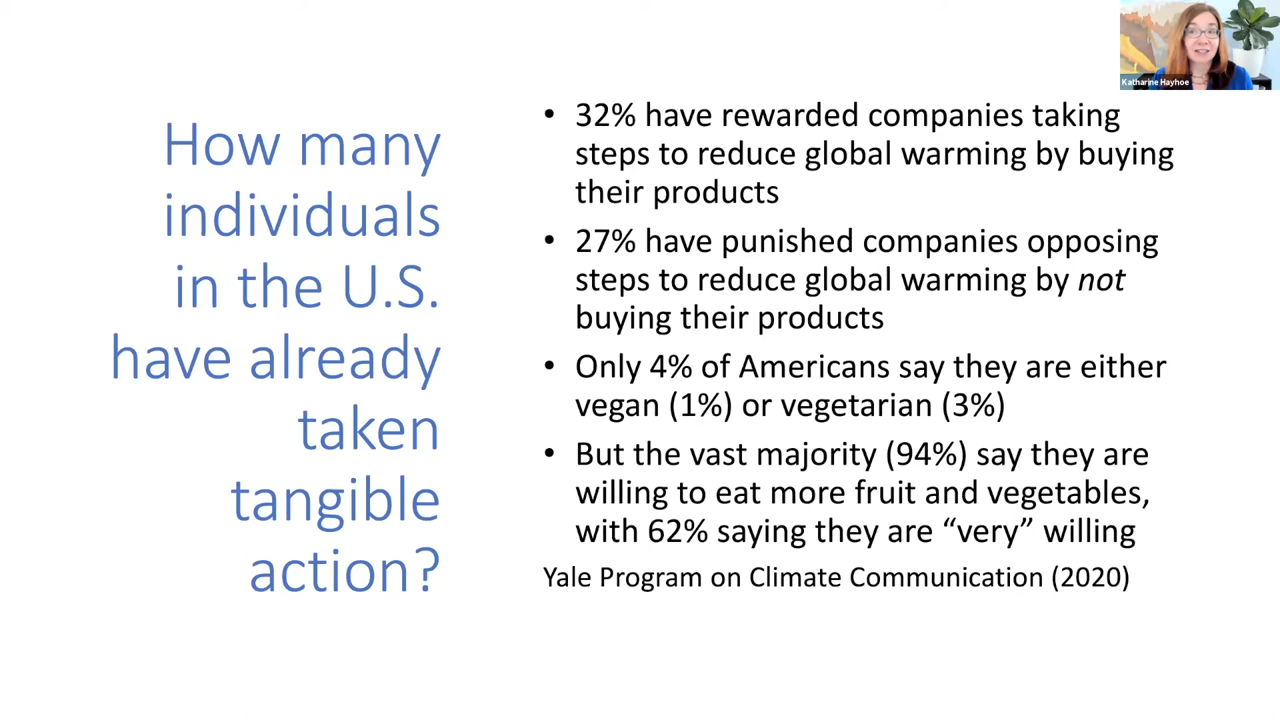 Katharine Hayhoe
How many
individuals
in the U.S.
have already
taken
tangible
action?
• 32% have rewarded companies taking
steps to reduce global warming by buying
their products
• 27% have punished companies opposing
steps to reduce global warming by not
buying their products
• Only 4% of Americans say they are either
vegan (1%) or vegetarian (3%)
• But the vast majority (94%) say they are
willing to eat more fruit and vegetables,
with 62% saying they are “very” willing
Yale Program on Climate Communication (2020)